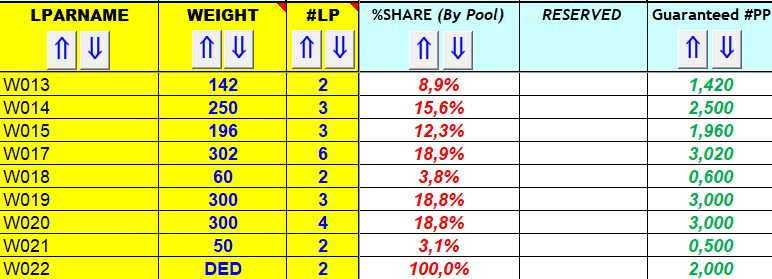 LPARNAME WEIGHT #LP %SHARE (By Pool) RESERVED Guaranteed #PP
W013 142 2 8,9% 1,420
W014 250 3 15,6% 2,500
W015 196 3 12,3% 1,960
W017 302 6 18,9% 3,020
W018 60 2 3,8% 0,600
W019 300 3 18,8% 3,000
W020 300 4 18,8% 3,000
W021 50 2 3,1% 0,500
W022 DED 2 100,0% 2,000